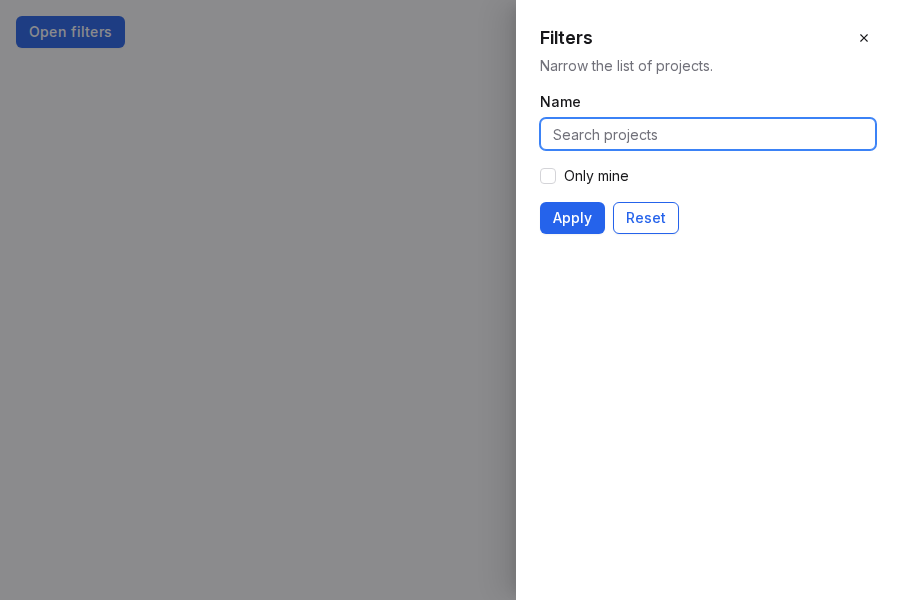 Open filters
Filters
Narrow the list of projects.
Name
Search projects
Only mine
Apply
Reset